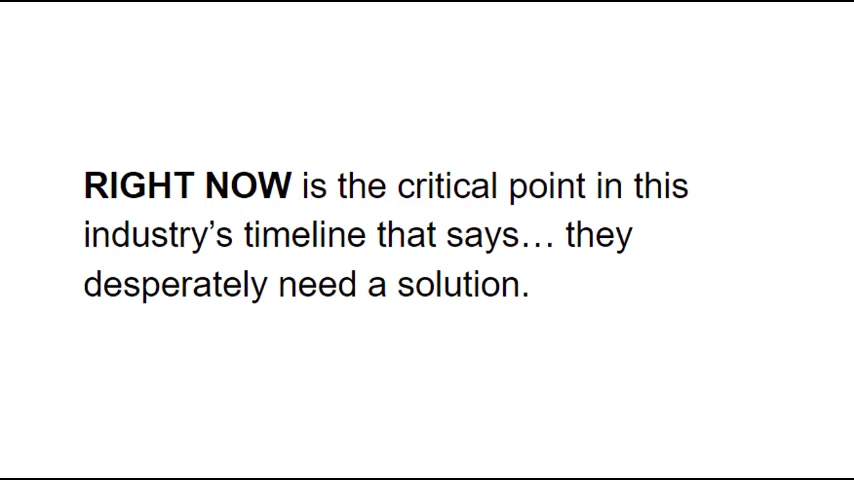 RIGHT NOW is the critical point in this
industry’s timeline that says… they
desperately need a solution.